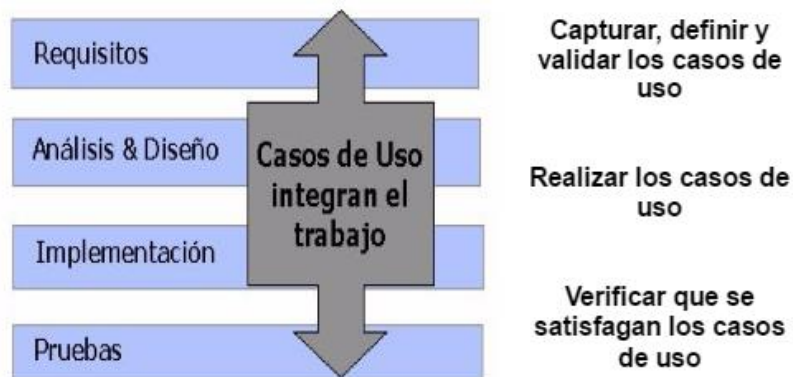 Requisitos
Análisis & Diseño
Implementación
Pruebas
Casos de Uso
integran el
trabajo
Capturar, definir y
validar los casos de
uso
Realizar los casos de
uso
Verificar que se
satisfagan los casos
de uso